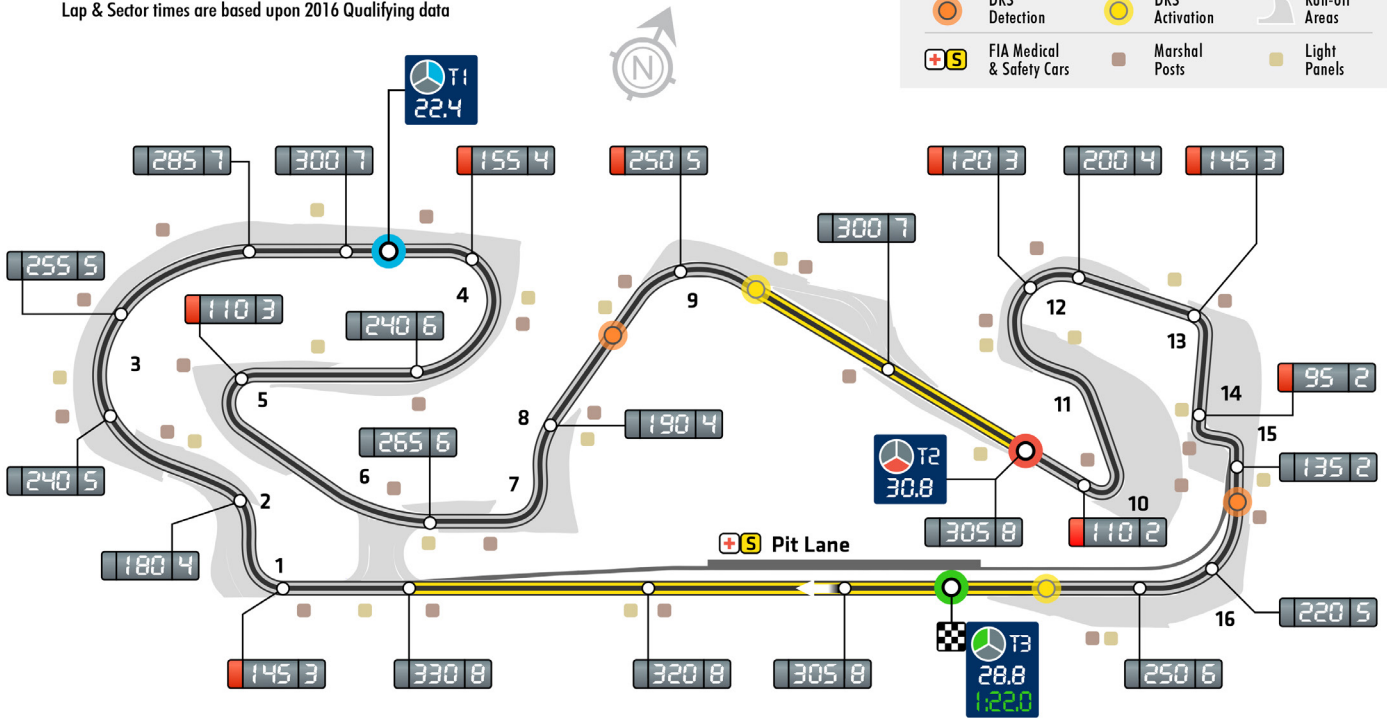 Lap & Sector times are based upon 2016 Qualifying data
DRS
Detection
DRS
Activation
Run-off
Areas
FIA Medical
& Safety Cars
Marshal
Posts
Light
Panels
S
N
T1
22.4
285 7
300 7
155 4
250 5
120 3
200 4
145 3
300 7
255 5
110 3
240 6
4
9
12
13
3
5
8
11
14
95 2
190 4
265 6
15
T2
30.8
135 2
240 5
6
7
2
10
305 8
110 2
S
Pit Lane
180 4
1
16
220 5
T3
28.8
1:22.0
145 3
330 8
320 8
305 8
250 6